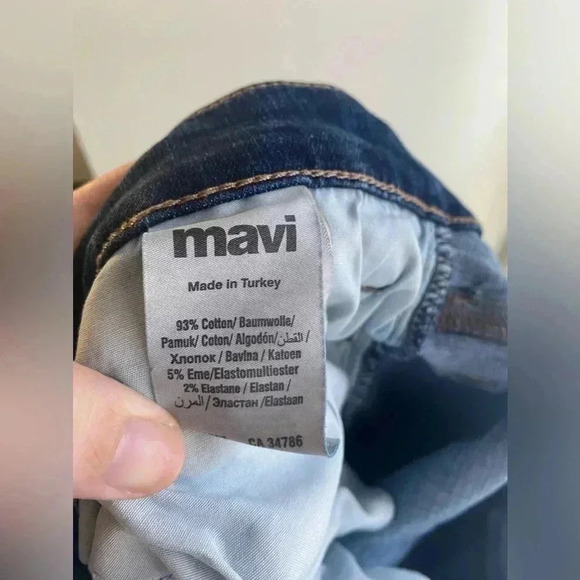 mavi
Made in Turkey
93% Cotton/ Baumwolle/
Pamuk/ Coton/ Algodón/القطن/
Хлопок / Bavlna / Katoen
5% Eme/Elastomultiester
2% Elastane/ Elastan/
المرن/ Эластан /Elastaan
CA 34786